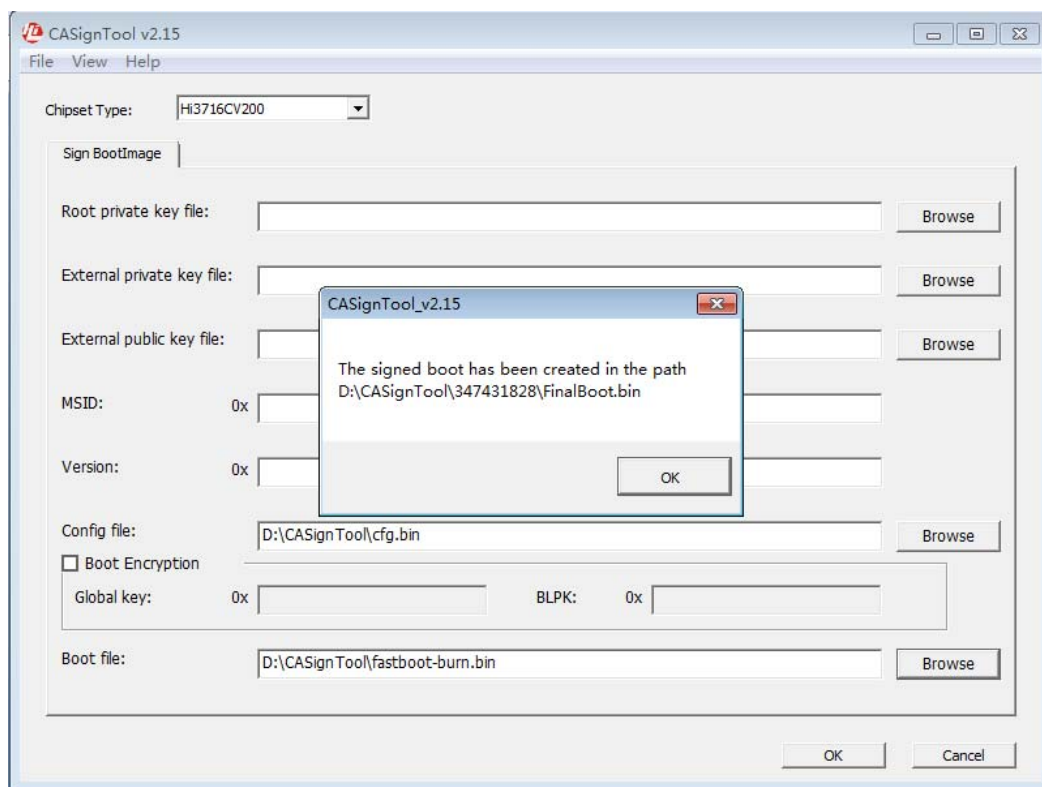 CASignTool v2.15
File View Help
Chipset Type: Hi3716CV200
Sign BootImage
Root private key file: Browse
External private key file: Browse
CASignTool_v2.15
External public key file: Browse
The signed boot has been created in the path
D:\CASignTool\347431828\FinalBoot.bin
MSID: 0x
Version: 0x
OK
Config file: D:\CASignTool\cfg.bin Browse
Boot Encryption
Global key: 0x BLPK: 0x
Boot file: D:\CASignTool\fastboot-burn.bin Browse
OK Cancel